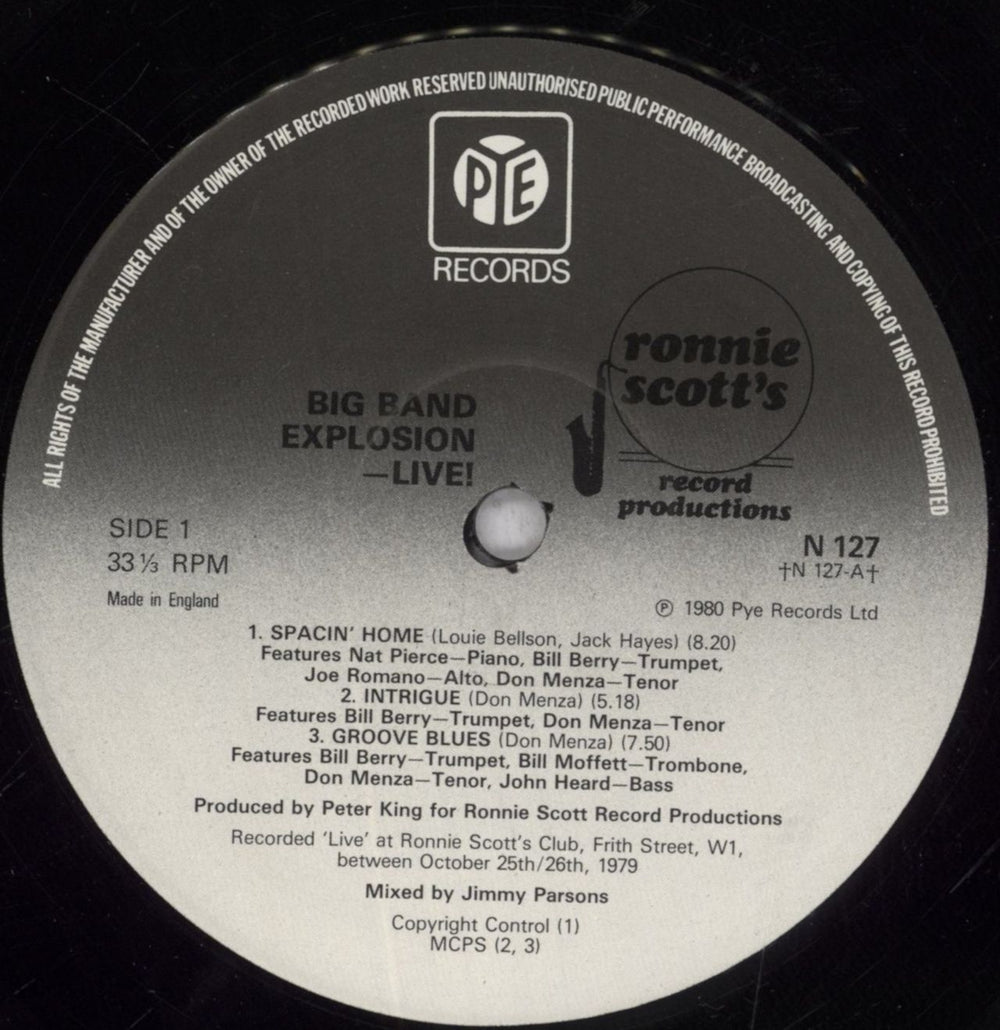 ALL RIGHTS OF THE MANUFACTURER AND OF THE OWNER OF THE RECORDED WORK RESERVED UNAUTHORISED PUBLIC PERFORMANCE BROADCASTING AND COPYING OF THIS RECORD PROHIBITED
PYE
RECORDS
ronnie
scott's
record
productions
BIG BAND
EXPLOSION
—LIVE!
SIDE 1
33⅓ RPM
Made in England
N 127
†N 127-A†
℗ 1980 Pye Records Ltd
1. SPACIN' HOME (Louie Bellson, Jack Hayes) (8.20)
Features Nat Pierce—Piano, Bill Berry—Trumpet,
Joe Romano—Alto, Don Menza—Tenor
2. INTRIGUE (Don Menza) (5.18)
Features Bill Berry—Trumpet, Don Menza—Tenor
3. GROOVE BLUES (Don Menza) (7.50)
Features Bill Berry—Trumpet, Bill Moffett—Trombone,
Don Menza—Tenor, John Heard—Bass
Produced by Peter King for Ronnie Scott Record Productions
Recorded 'Live' at Ronnie Scott's Club, Frith Street, W1,
between October 25th/26th, 1979
Mixed by Jimmy Parsons
Copyright Control (1)
MCPS (2, 3)